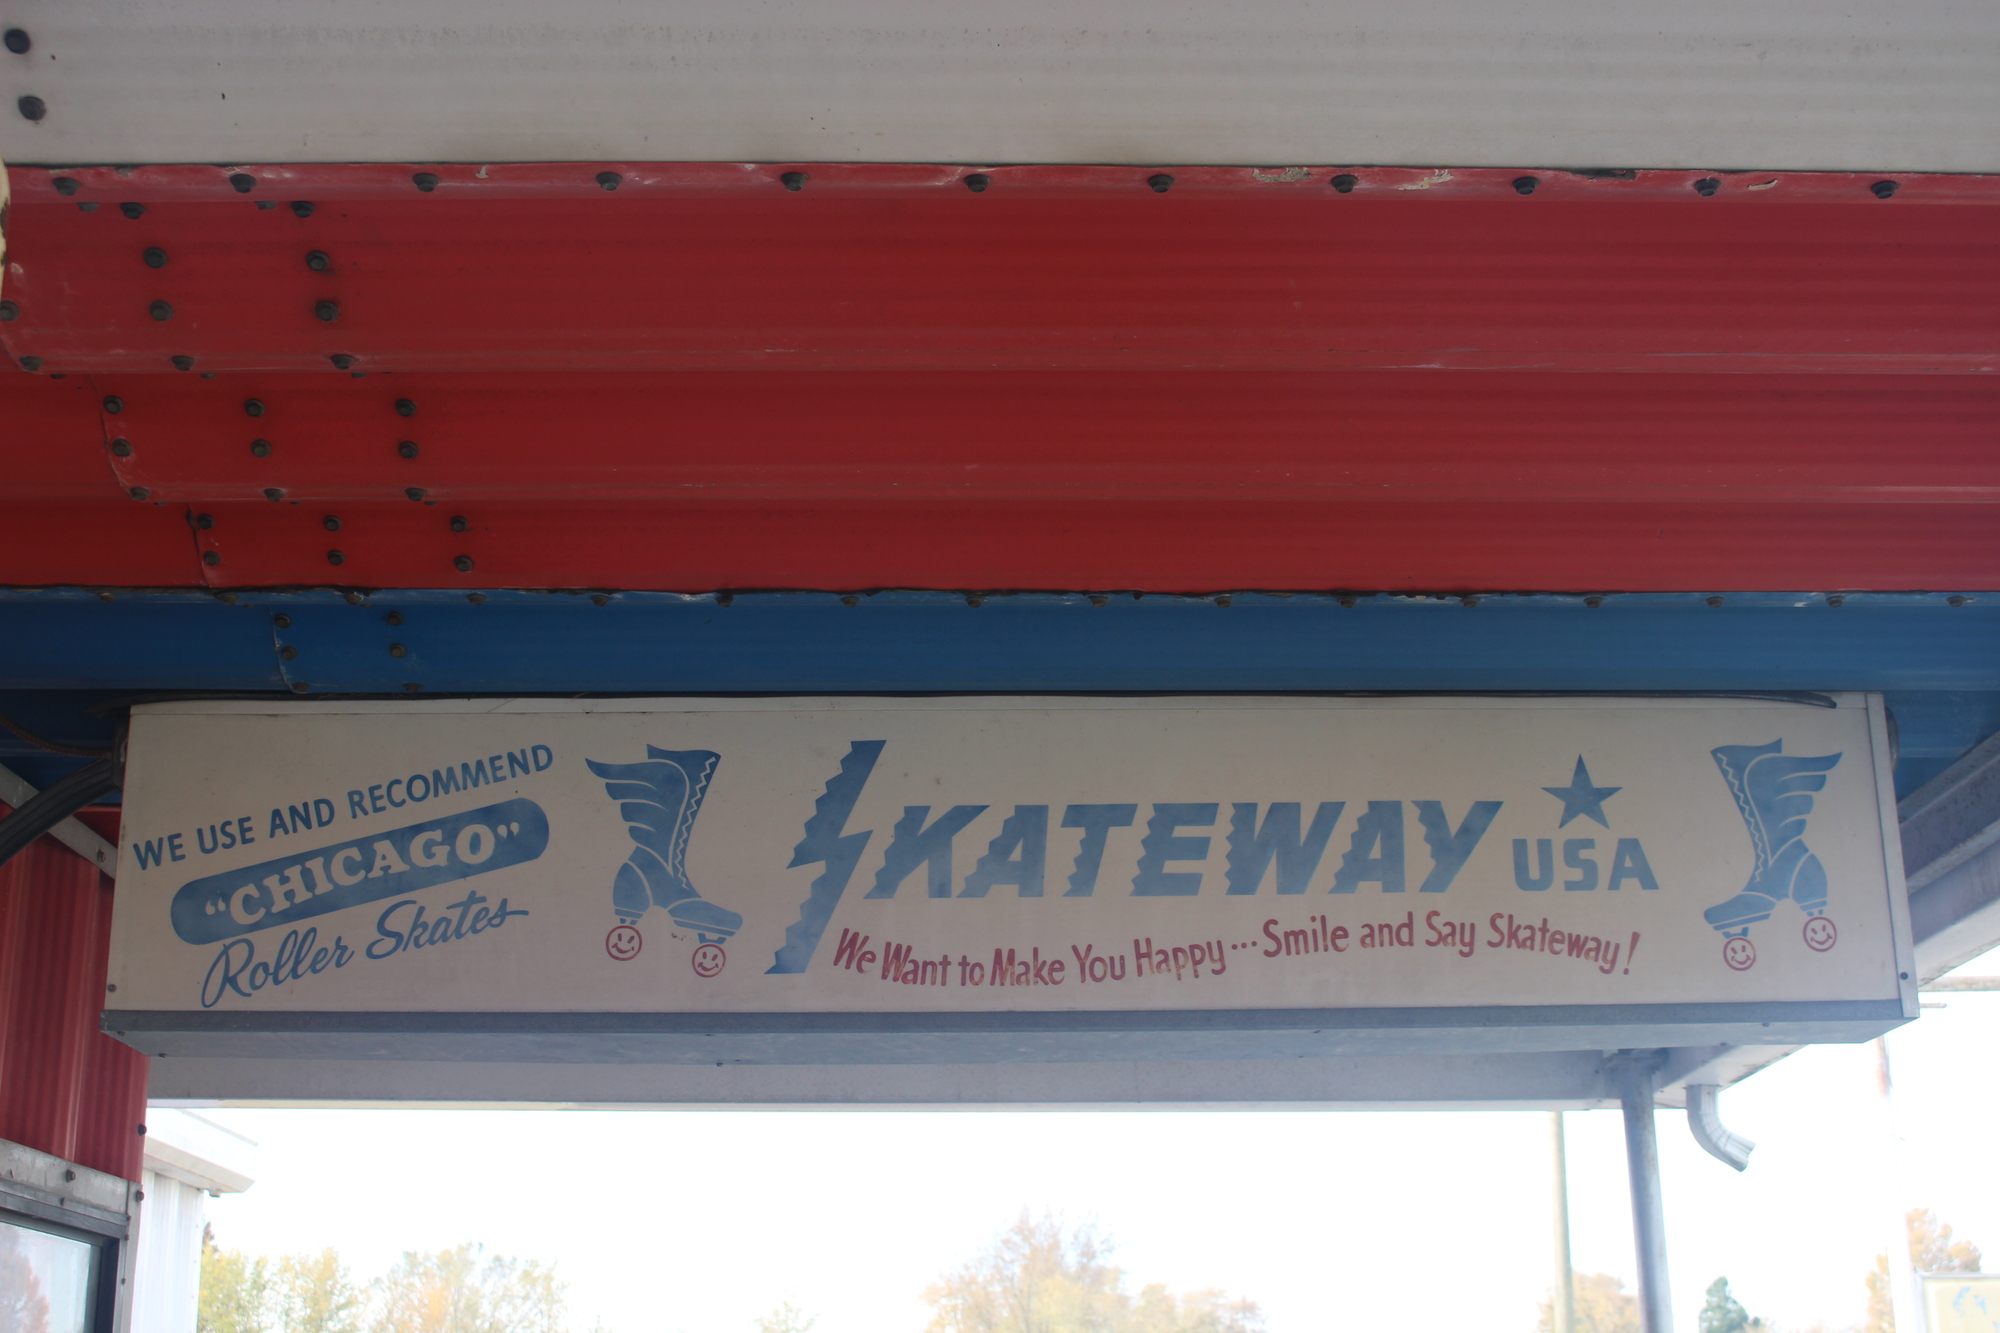 WE USE AND RECOMMEND
"CHICAGO"
Roller Skates
SKATEWAY USA
We Want to Make You Happy... Smile and Say Skateway!